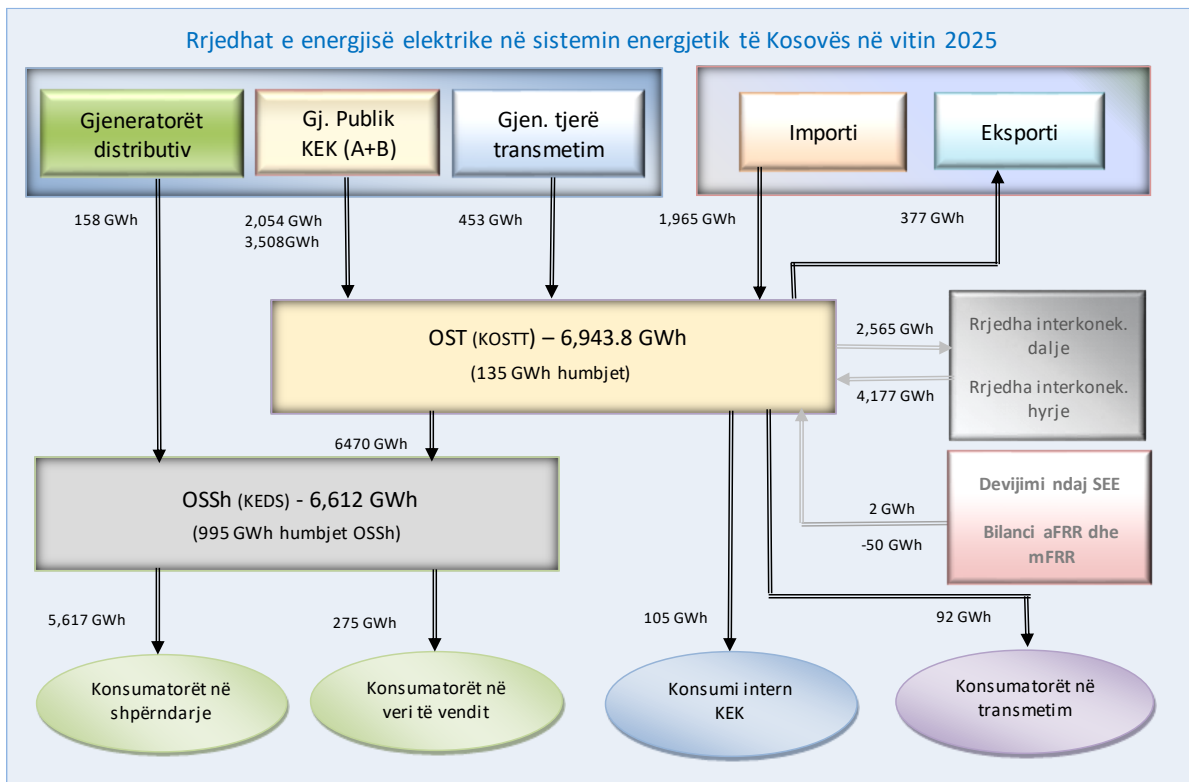 Rrjedhat e energjisë elektrike në sistemin energjetik të Kosovës në vitin 2025
Gjeneratorët
distributiv
Gj. Publik
KEK (A+B)
Gjen. tjerë
transmetim
Importi
Eksporti
158 GWh
2,054 GWh
3,508GWh
453 GWh
1,965 GWh
377 GWh
OST (KOSTT) – 6,943.8 GWh
(135 GWh humbjet)
2,565 GWh
4,177 GWh
Rrjedha interkonek.
dalje
Rrjedha interkonek.
hyrje
6470 GWh
OSSh (KEDS) - 6,612 GWh
(995 GWh humbjet OSSh)
2 GWh
-50 GWh
Devijimi ndaj SEE
Bilanci aFRR dhe
mFRR
5,617 GWh
275 GWh
105 GWh
92 GWh
Konsumatorët në
shpërndarje
Konsumatorët në
veri të vendit
Konsumi intern
KEK
Konsumatorët në
transmetim